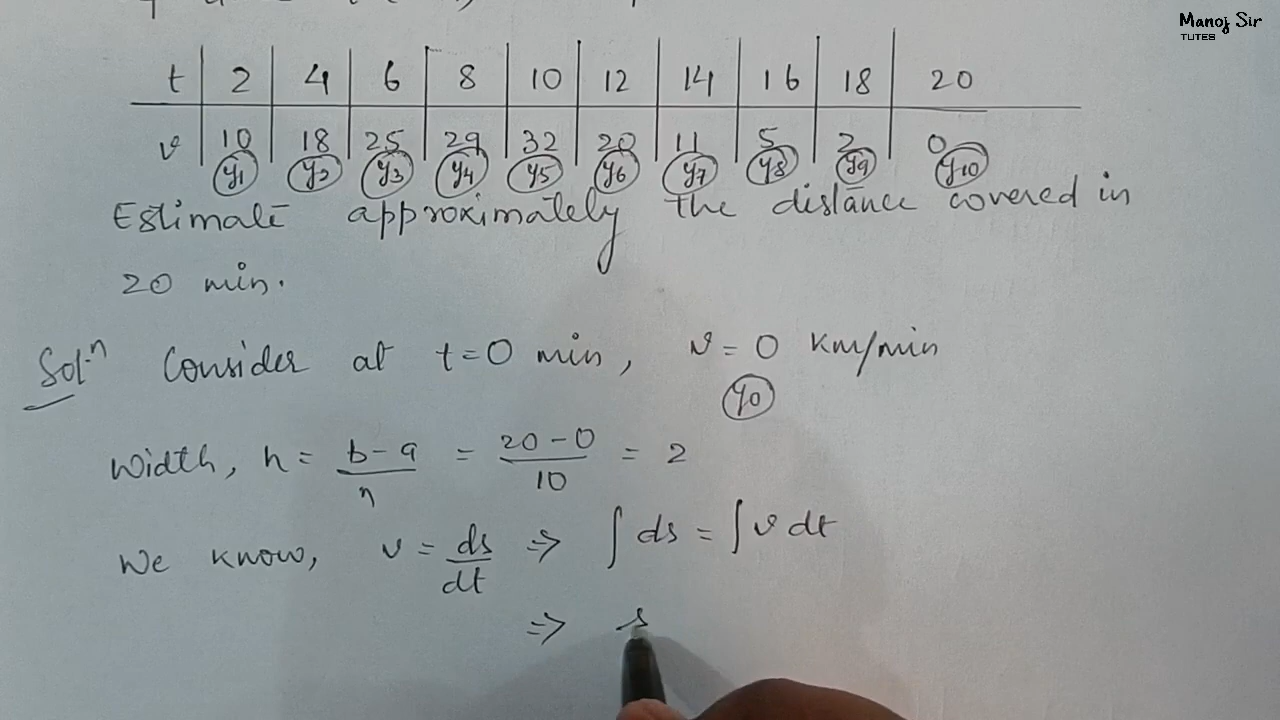 Manoj Sir
TUTES
t 2 4 6 8 10 12 14 16 18 20
v 10 18 25 29 32 20 11 5 2 0
y1 y2 y3 y4 y5 y6 y7 y8 y9 y10
Estimate approximately the distance covered in
20 min.
Sol.n Consider at t=0 min, v = 0 km/min
y0
Width, h = b-a/n = 20-0/10 = 2
We know, v = ds/dt ⇒ ∫ds = ∫v dt
⇒ s